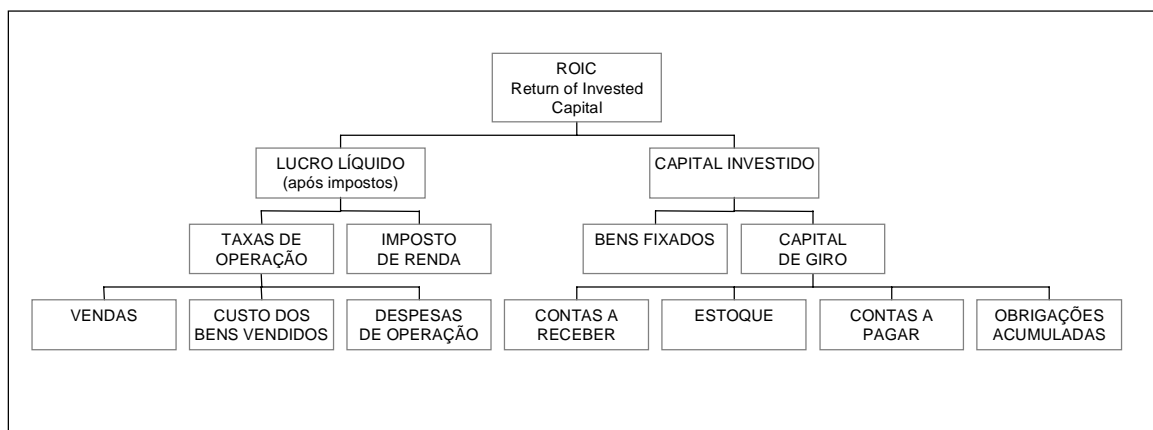 ROIC
Return of Invested
Capital
LUCRO LÍQUIDO
(após impostos)
CAPITAL INVESTIDO
TAXAS DE
OPERAÇÃO
IMPOSTO
DE RENDA
BENS FIXADOS
CAPITAL
DE GIRO
VENDAS
CUSTO DOS
BENS VENDIDOS
DESPESAS
DE OPERAÇÃO
CONTAS A
RECEBER
ESTOQUE
CONTAS A
PAGAR
OBRIGAÇÕES
ACUMULADAS